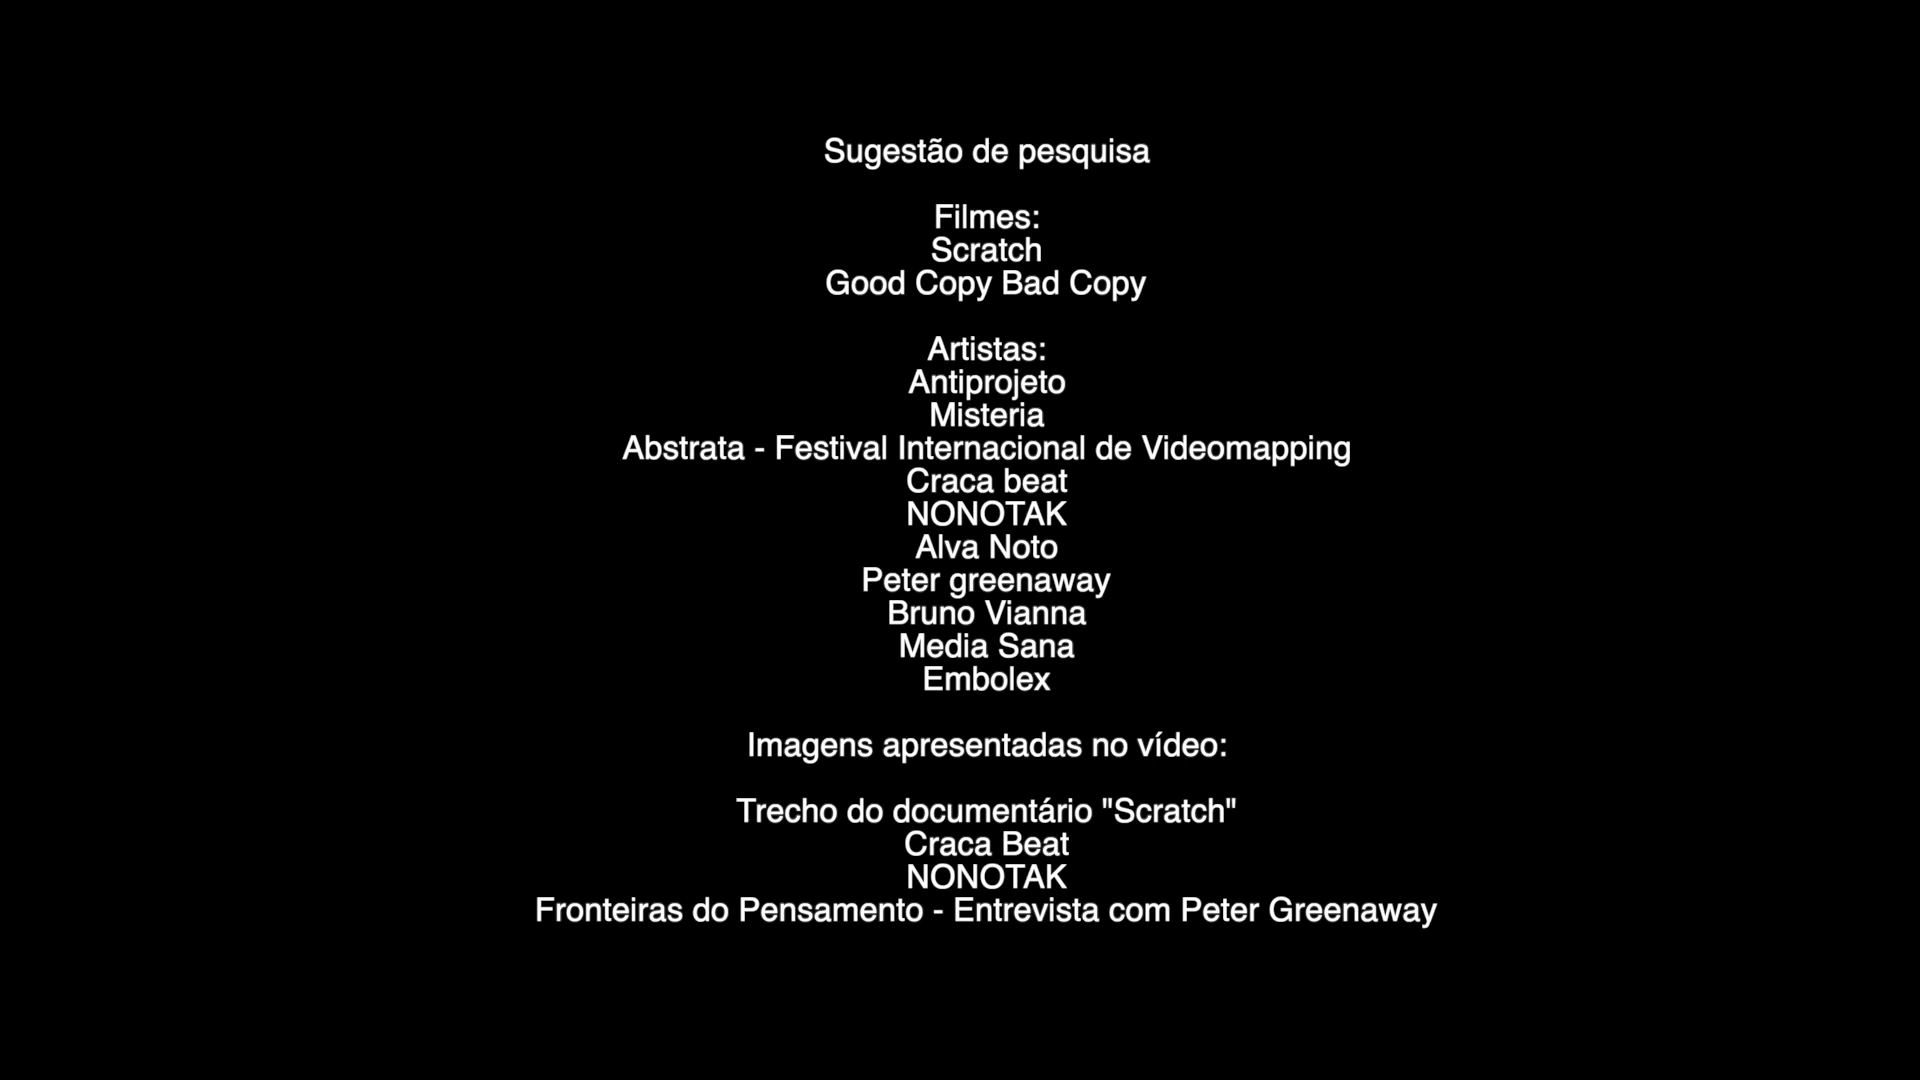 Sugestão de pesquisa
Filmes:
Scratch
Good Copy Bad Copy
Artistas:
Antiprojeto
Misteria
Abstrata - Festival Internacional de Videomapping
Craca beat
NONOTAK
Alva Noto
Peter greenaway
Bruno Vianna
Media Sana
Embolex
Imagens apresentadas no vídeo:
Trecho do documentário "Scratch"
Craca Beat
NONOTAK
Fronteiras do Pensamento - Entrevista com Peter Greenaway